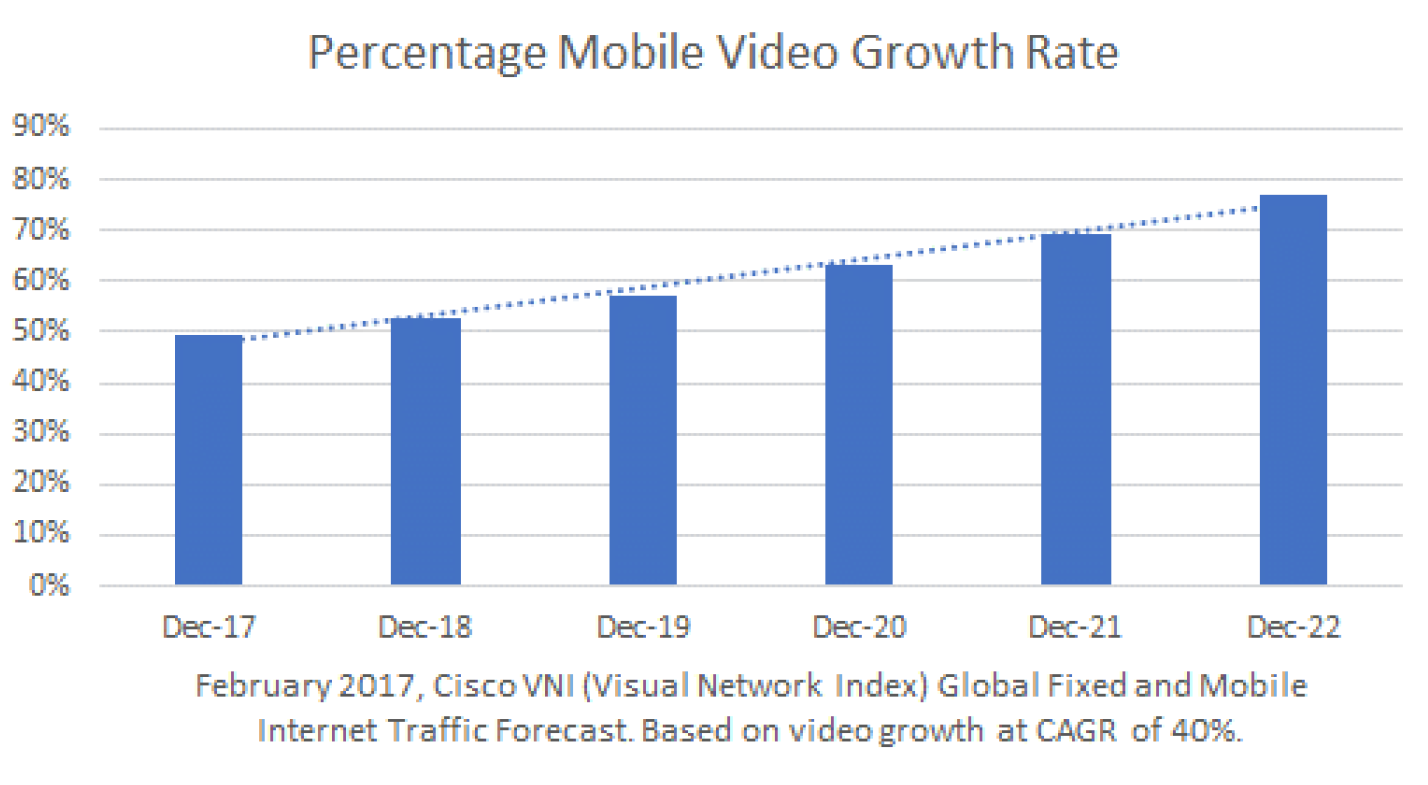 Percentage Mobile Video Growth Rate
90%
80%
70%
60%
50%
40%
30%
20%
10%
0%
Dec-17 Dec-18 Dec-19 Dec-20 Dec-21 Dec-22
February 2017, Cisco VNI (Visual Network Index) Global Fixed and Mobile
Internet Traffic Forecast. Based on video growth at CAGR of 40%.